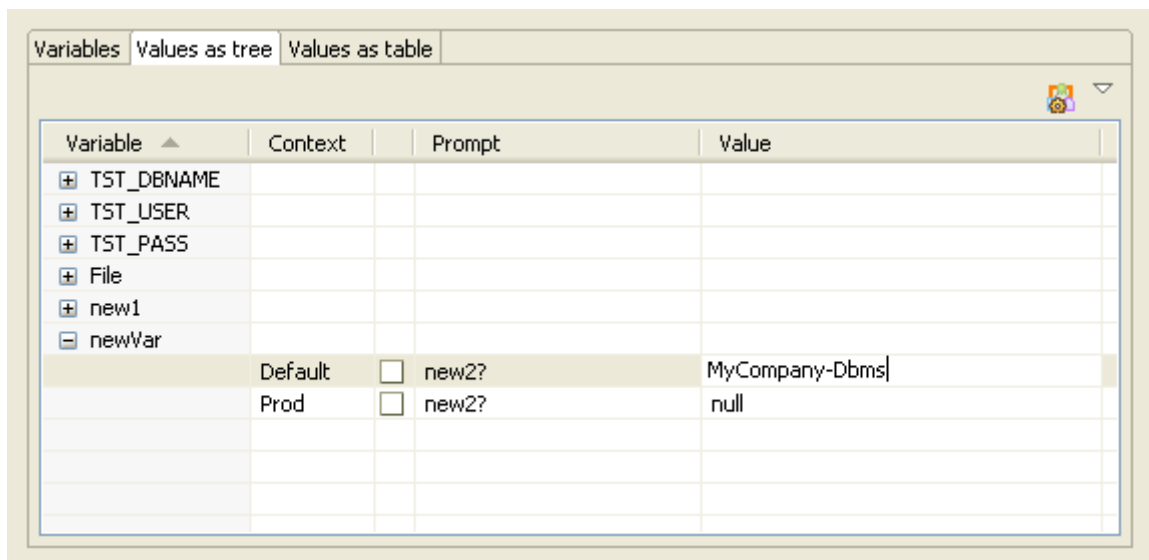 Variables Values as tree Values as table
Variable Context Prompt Value
TST_DBNAME
TST_USER
TST_PASS
File
new1
newVar
Default new2? MyCompany-Dbms
Prod new2? null